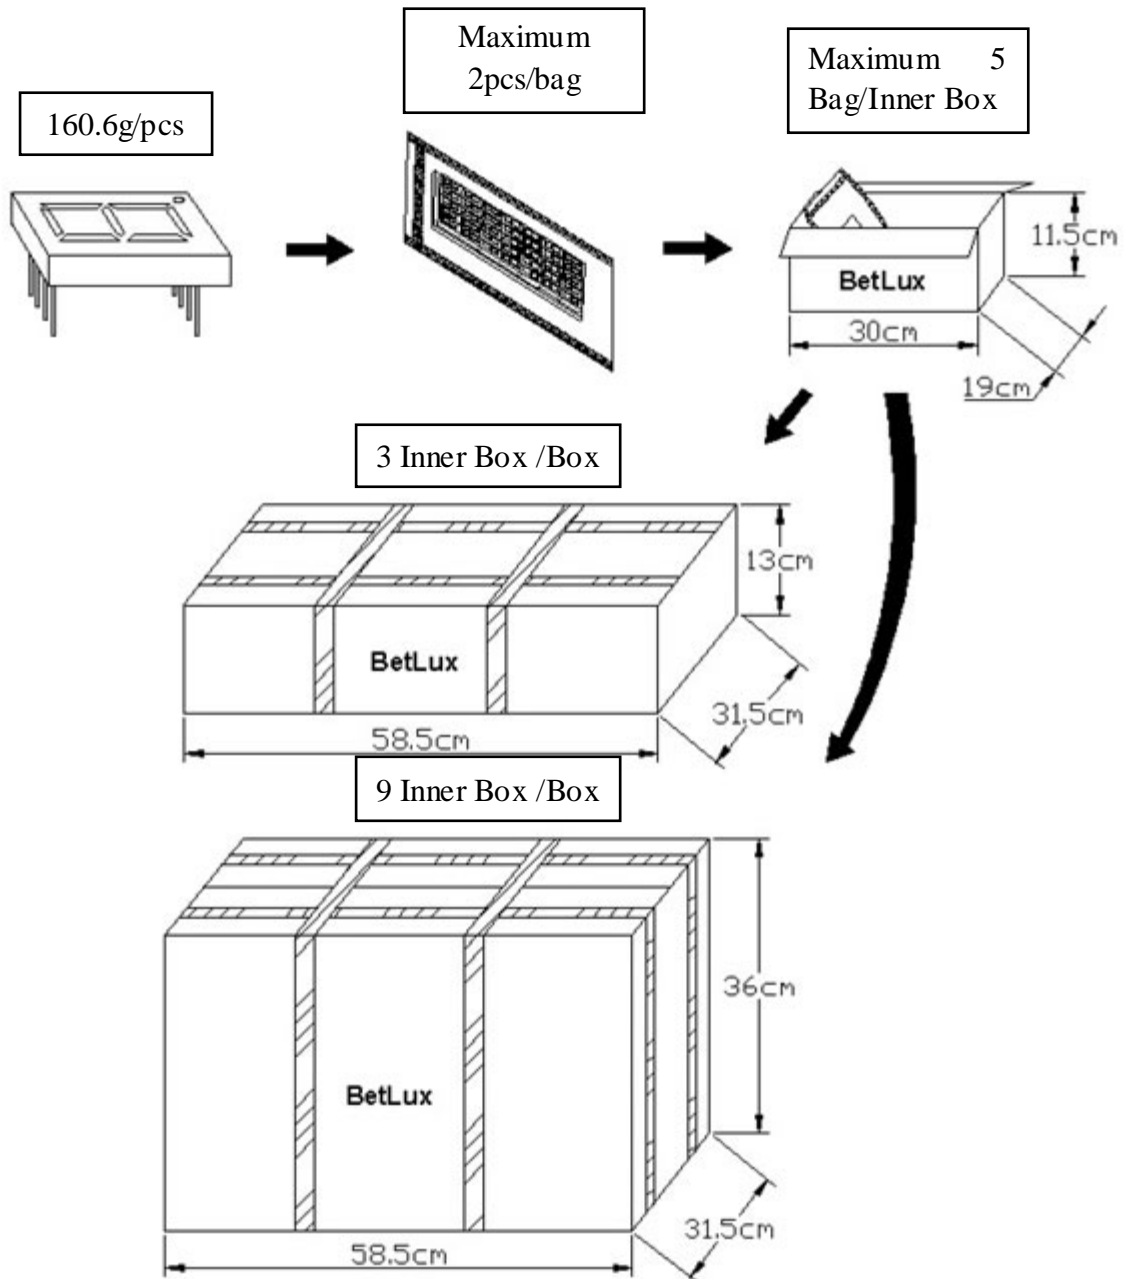 160.6g/pcs
Maximum
2pcs/bag
Maximum 5
Bag/Inner Box
BetLux
11.5cm
30cm
19cm
3 Inner Box /Box
BetLux
13cm
31.5cm
58.5cm
9 Inner Box /Box
BetLux
36cm
31.5cm
58.5cm